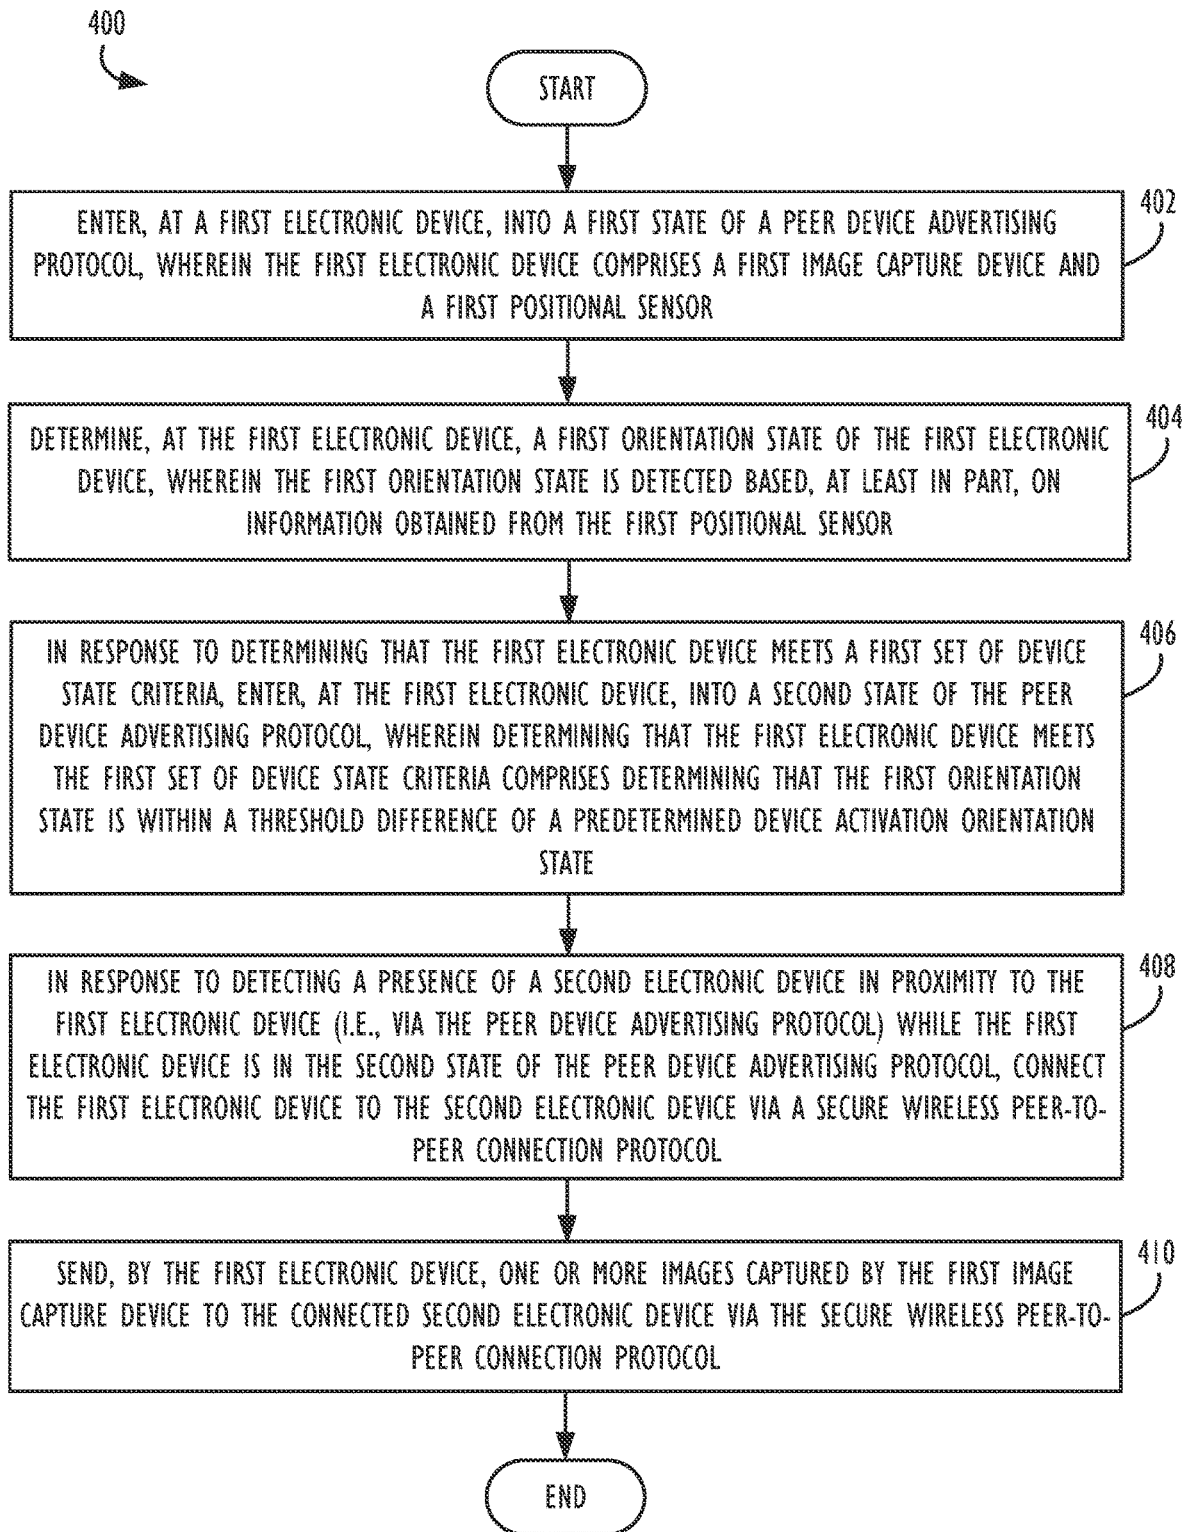 400
START
402
ENTER, AT A FIRST ELECTRONIC DEVICE, INTO A FIRST STATE OF A PEER DEVICE ADVERTISING
PROTOCOL, WHEREIN THE FIRST ELECTRONIC DEVICE COMPRISES A FIRST IMAGE CAPTURE DEVICE AND
A FIRST POSITIONAL SENSOR
404
DETERMINE, AT THE FIRST ELECTRONIC DEVICE, A FIRST ORIENTATION STATE OF THE FIRST ELECTRONIC
DEVICE, WHEREIN THE FIRST ORIENTATION STATE IS DETECTED BASED, AT LEAST IN PART, ON
INFORMATION OBTAINED FROM THE FIRST POSITIONAL SENSOR
406
IN RESPONSE TO DETERMINING THAT THE FIRST ELECTRONIC DEVICE MEETS A FIRST SET OF DEVICE
STATE CRITERIA, ENTER, AT THE FIRST ELECTRONIC DEVICE, INTO A SECOND STATE OF THE PEER
DEVICE ADVERTISING PROTOCOL, WHEREIN DETERMINING THAT THE FIRST ELECTRONIC DEVICE MEETS
THE FIRST SET OF DEVICE STATE CRITERIA COMPRISES DETERMINING THAT THE FIRST ORIENTATION
STATE IS WITHIN A THRESHOLD DIFFERENCE OF A PREDETERMINED DEVICE ACTIVATION ORIENTATION
STATE
408
IN RESPONSE TO DETECTING A PRESENCE OF A SECOND ELECTRONIC DEVICE IN PROXIMITY TO THE
FIRST ELECTRONIC DEVICE (I.E., VIA THE PEER DEVICE ADVERTISING PROTOCOL) WHILE THE FIRST
ELECTRONIC DEVICE IS IN THE SECOND STATE OF THE PEER DEVICE ADVERTISING PROTOCOL, CONNECT
THE FIRST ELECTRONIC DEVICE TO THE SECOND ELECTRONIC DEVICE VIA A SECURE WIRELESS PEER-TO-
PEER CONNECTION PROTOCOL
410
SEND, BY THE FIRST ELECTRONIC DEVICE, ONE OR MORE IMAGES CAPTURED BY THE FIRST IMAGE
CAPTURE DEVICE TO THE CONNECTED SECOND ELECTRONIC DEVICE VIA THE SECURE WIRELESS PEER-TO-
PEER CONNECTION PROTOCOL
END